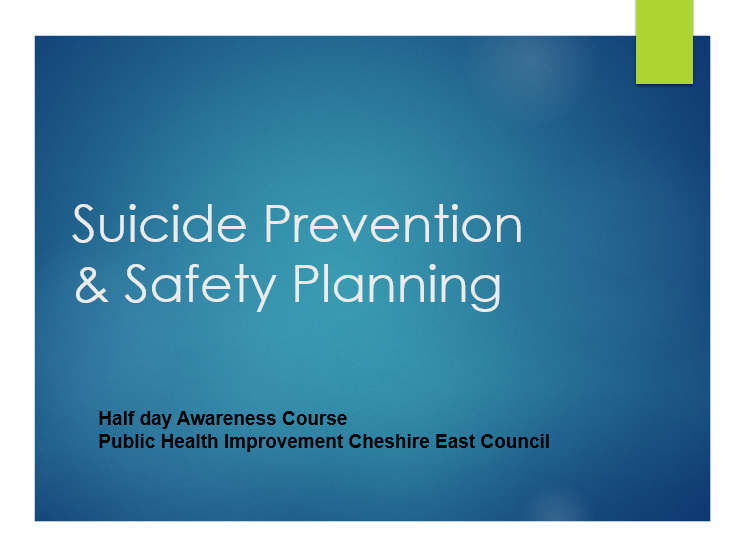 Suicide Prevention
& Safety Planning
Half day Awareness Course
Public Health Improvement Cheshire East Council